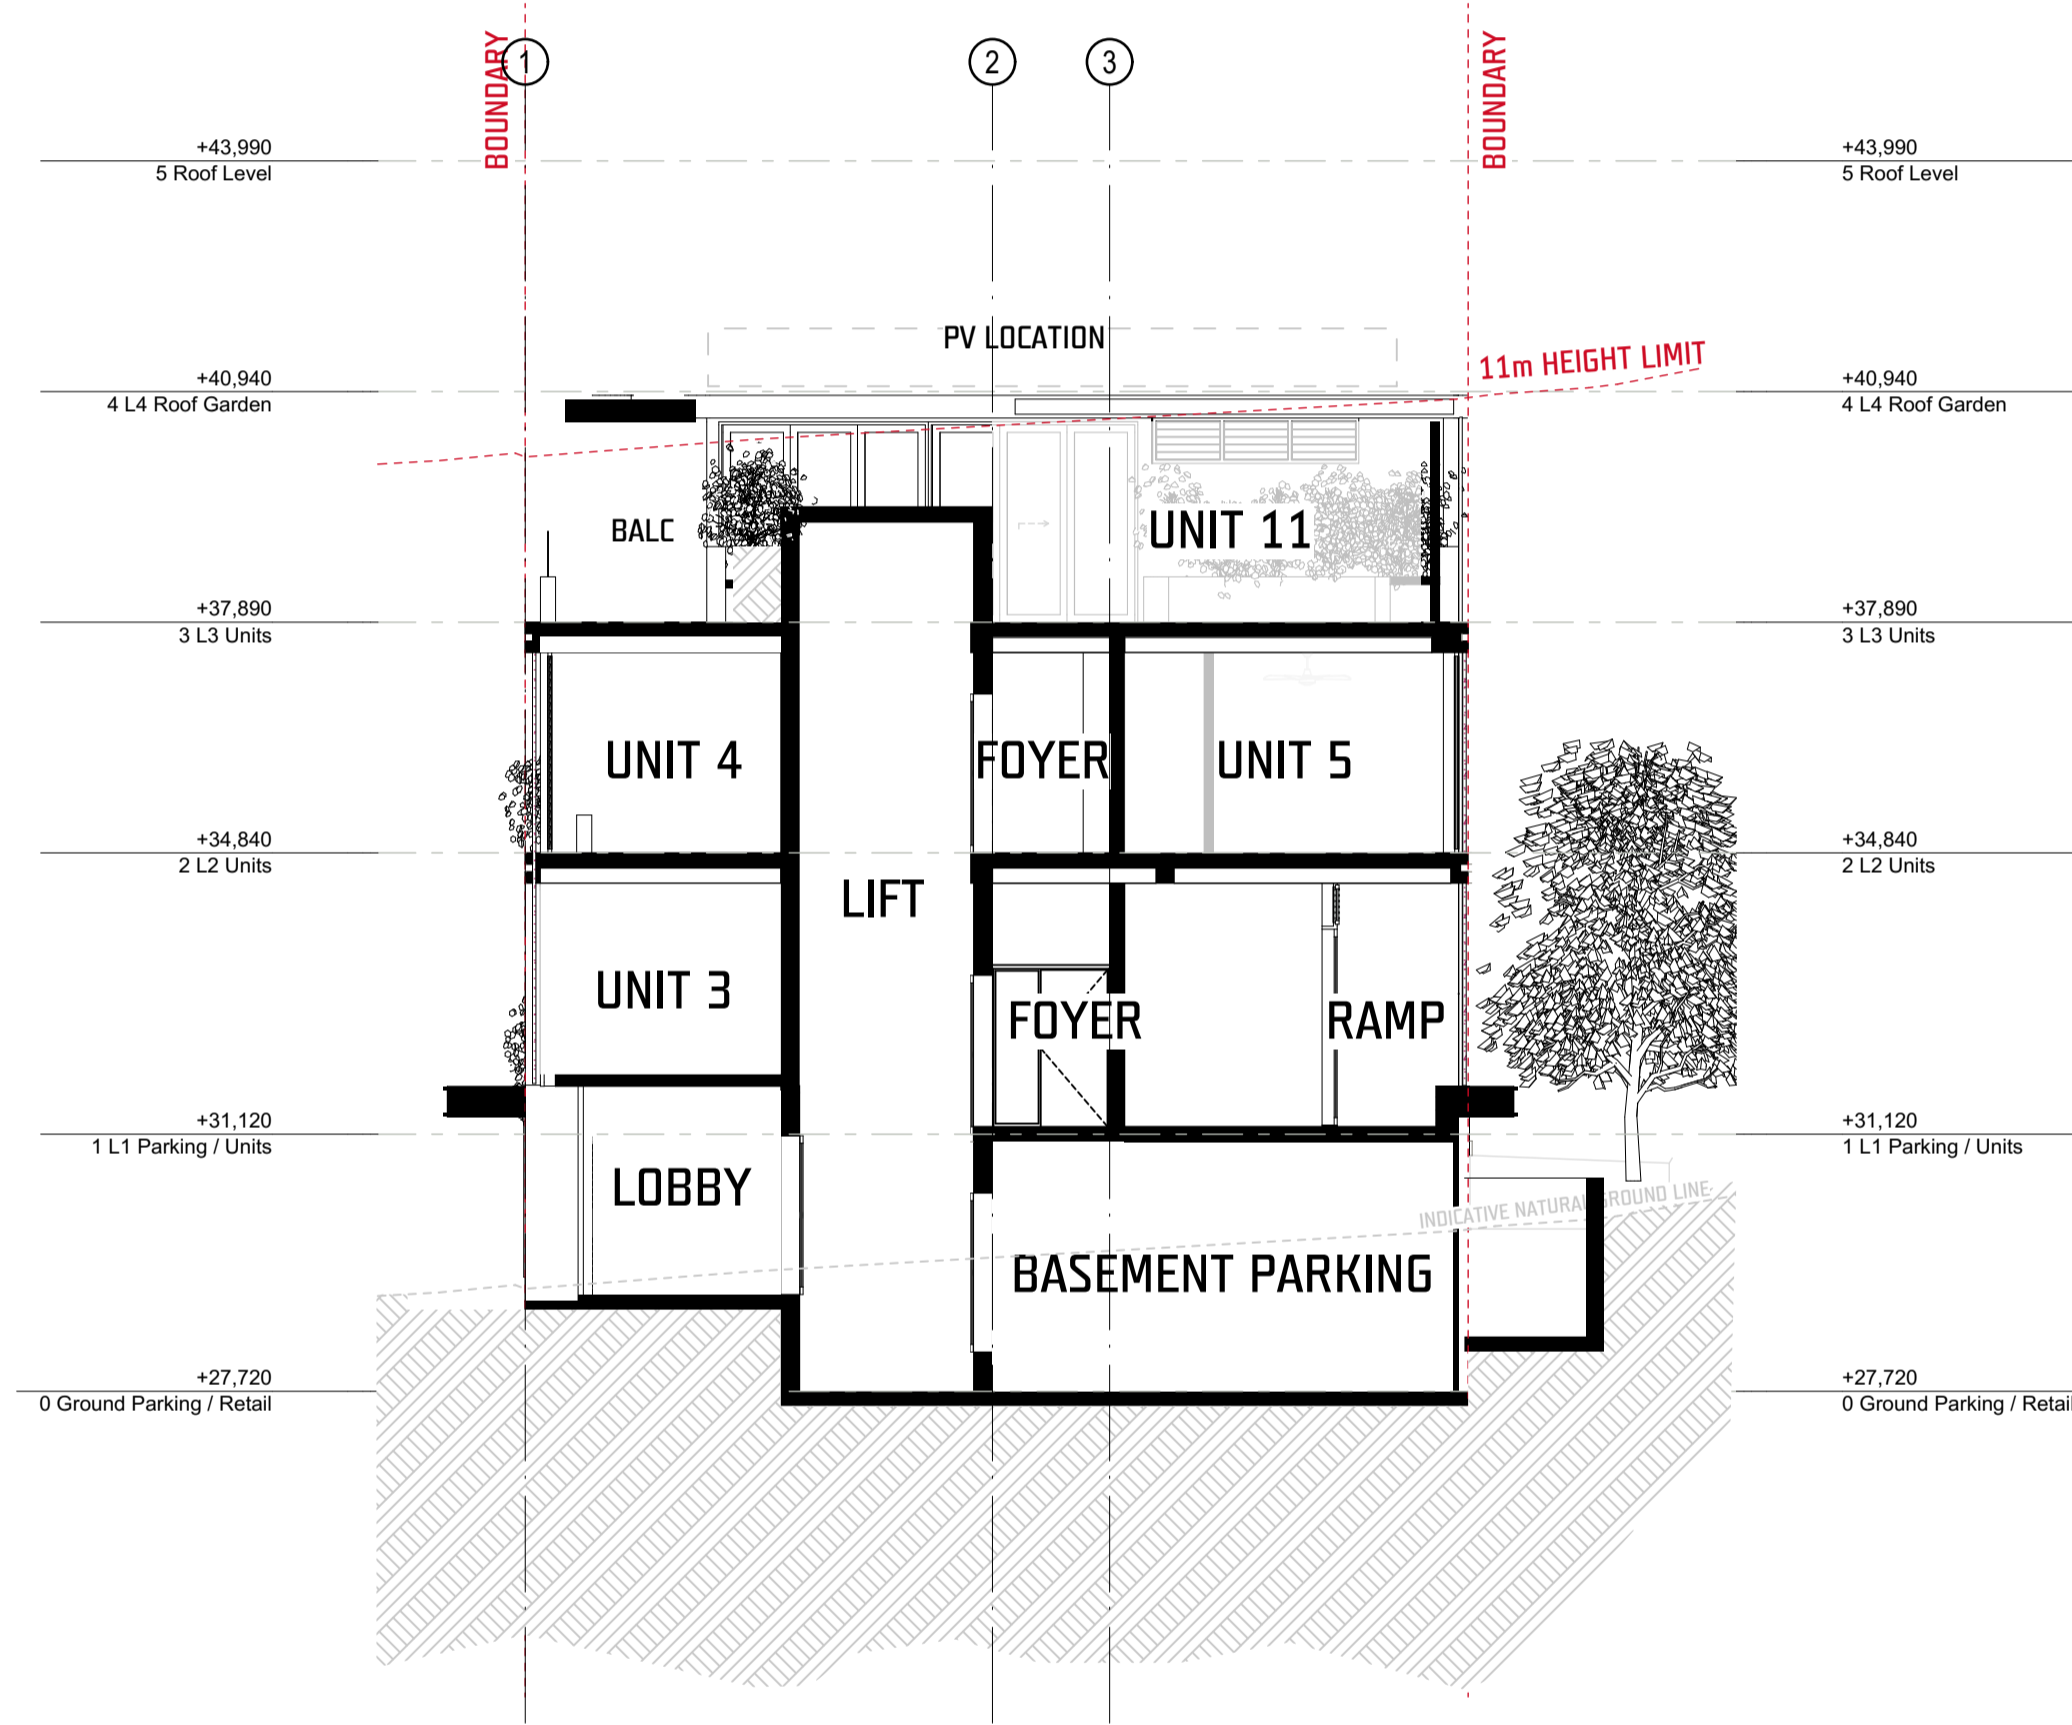 BOUNDARY
1
2
3
BOUNDARY
+43,990
5 Roof Level
+43,990
5 Roof Level
PV LOCATION
11m HEIGHT LIMIT
+40,940
4 L4 Roof Garden
+40,940
4 L4 Roof Garden
BALC
UNIT 11
+37,890
3 L3 Units
+37,890
3 L3 Units
UNIT 4
FOYER
UNIT 5
+34,840
2 L2 Units
+34,840
2 L2 Units
LIFT
UNIT 3
FOYER
RAMP
+31,120
1 L1 Parking / Units
+31,120
1 L1 Parking / Units
LOBBY
INDICATIVE NATURAL GROUND LINE
BASEMENT PARKING
+27,720
0 Ground Parking / Retail
+27,720
0 Ground Parking / Retail